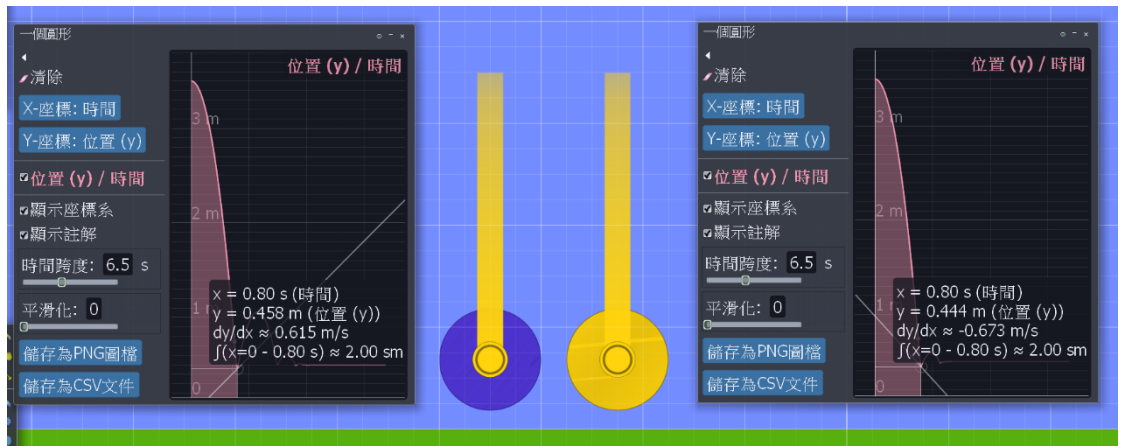 一個圓形
清除
X-座標: 時間
Y-座標: 位置 (y)
位置 (y) / 時間
顯示座標系
顯示註解
時間跨度: 6.5 s
平滑化: 0
儲存為PNG圖檔
儲存為CSV文件
位置 (y) / 時間
3 m
2 m
1 m
0
x = 0.80 s (時間)
y = 0.458 m (位置 (y))
dy/dx ≈ 0.615 m/s
∫(x=0 - 0.80 s) ≈ 2.00 sm
一個圓形
清除
X-座標: 時間
Y-座標: 位置 (y)
位置 (y) / 時間
顯示座標系
顯示註解
時間跨度: 6.5 s
平滑化: 0
儲存為PNG圖檔
儲存為CSV文件
位置 (y) / 時間
3 m
2 m
1 m
0
x = 0.80 s (時間)
y = 0.444 m (位置 (y))
dy/dx ≈ -0.673 m/s
∫(x=0 - 0.80 s) ≈ 2.00 sm